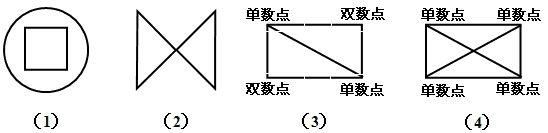 单数点 双数点 单数点 单数点
双数点 单数点 单数点 单数点
(1) (2) (3) (4)